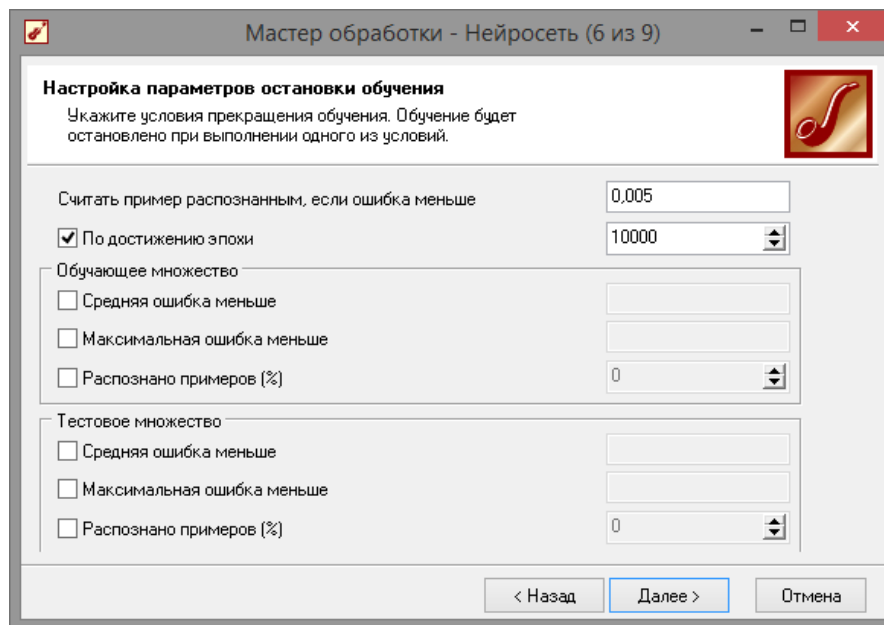 Мастер обработки - Нейросеть (6 из 9)
Настройка параметров остановки обучения
Укажите условия прекращения обучения. Обучение будет
остановлено при выполнении одного из условий.
Считать пример распознанным, если ошибка меньше 0,005
По достижению эпохи 10000
Обучающее множество
Средняя ошибка меньше
Максимальная ошибка меньше
Распознано примеров (%) 0
Тестовое множество
Средняя ошибка меньше
Максимальная ошибка меньше
Распознано примеров (%) 0
< Назад Далее > Отмена